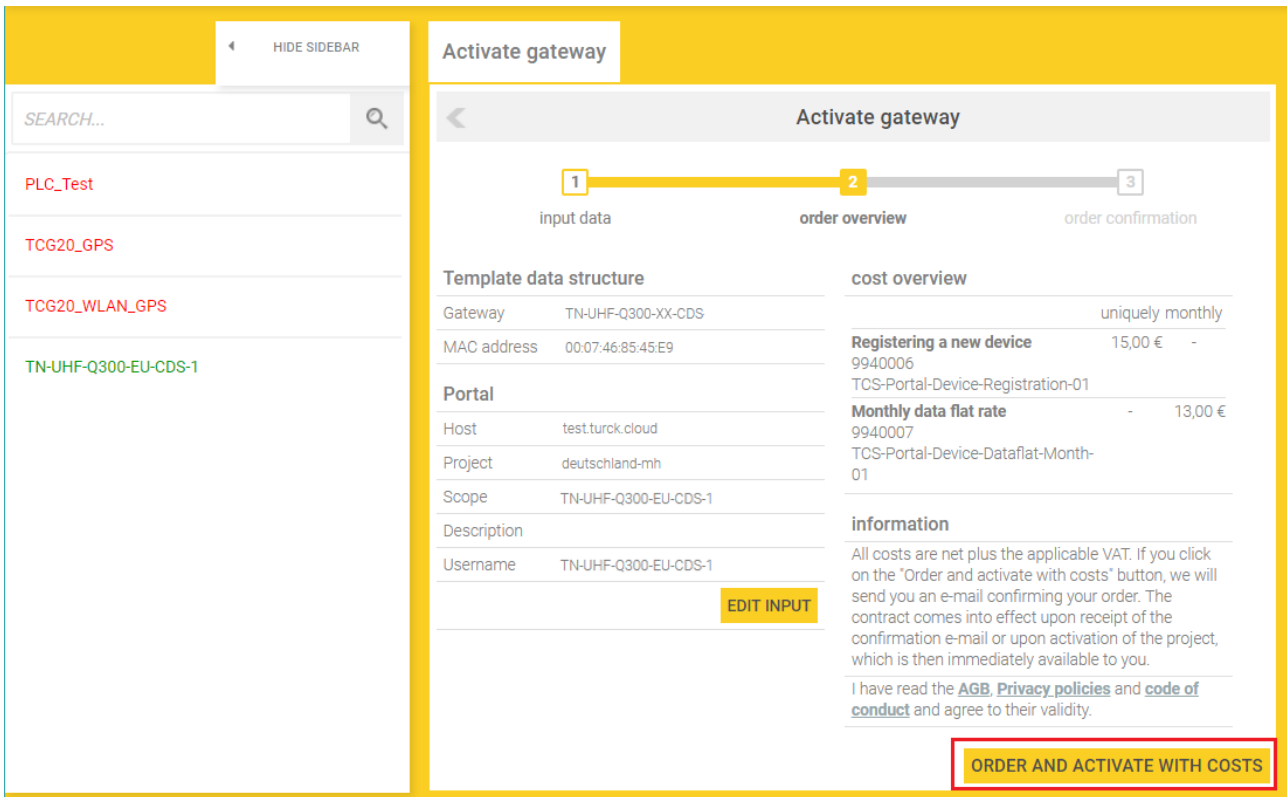 HIDE SIDEBAR
SEARCH...
PLC_Test
TCG20_GPS
TCG20_WLAN_GPS
TN-UHF-Q300-EU-CDS-1
Activate gateway
Activate gateway
1 2 3
input data order overview order confirmation
Template data structure
Gateway TN-UHF-Q300-XX-CDS
MAC address 00:07:46:85:45:E9
Portal
Host test.turck.cloud
Project deutschland-mh
Scope TN-UHF-Q300-EU-CDS-1
Description
Username TN-UHF-Q300-EU-CDS-1
EDIT INPUT
cost overview
uniquely monthly
Registering a new device 15,00 € -
9940006
TCS-Portal-Device-Registration-01
Monthly data flat rate - 13,00 €
9940007
TCS-Portal-Device-Dataflat-Month-
01
information
All costs are net plus the applicable VAT. If you click
on the "Order and activate with costs" button, we will
send you an e-mail confirming your order. The
contract comes into effect upon receipt of the
confirmation e-mail or upon activation of the project,
which is then immediately available to you.
I have read the AGB, Privacy policies and code of
conduct and agree to their validity.
ORDER AND ACTIVATE WITH COSTS